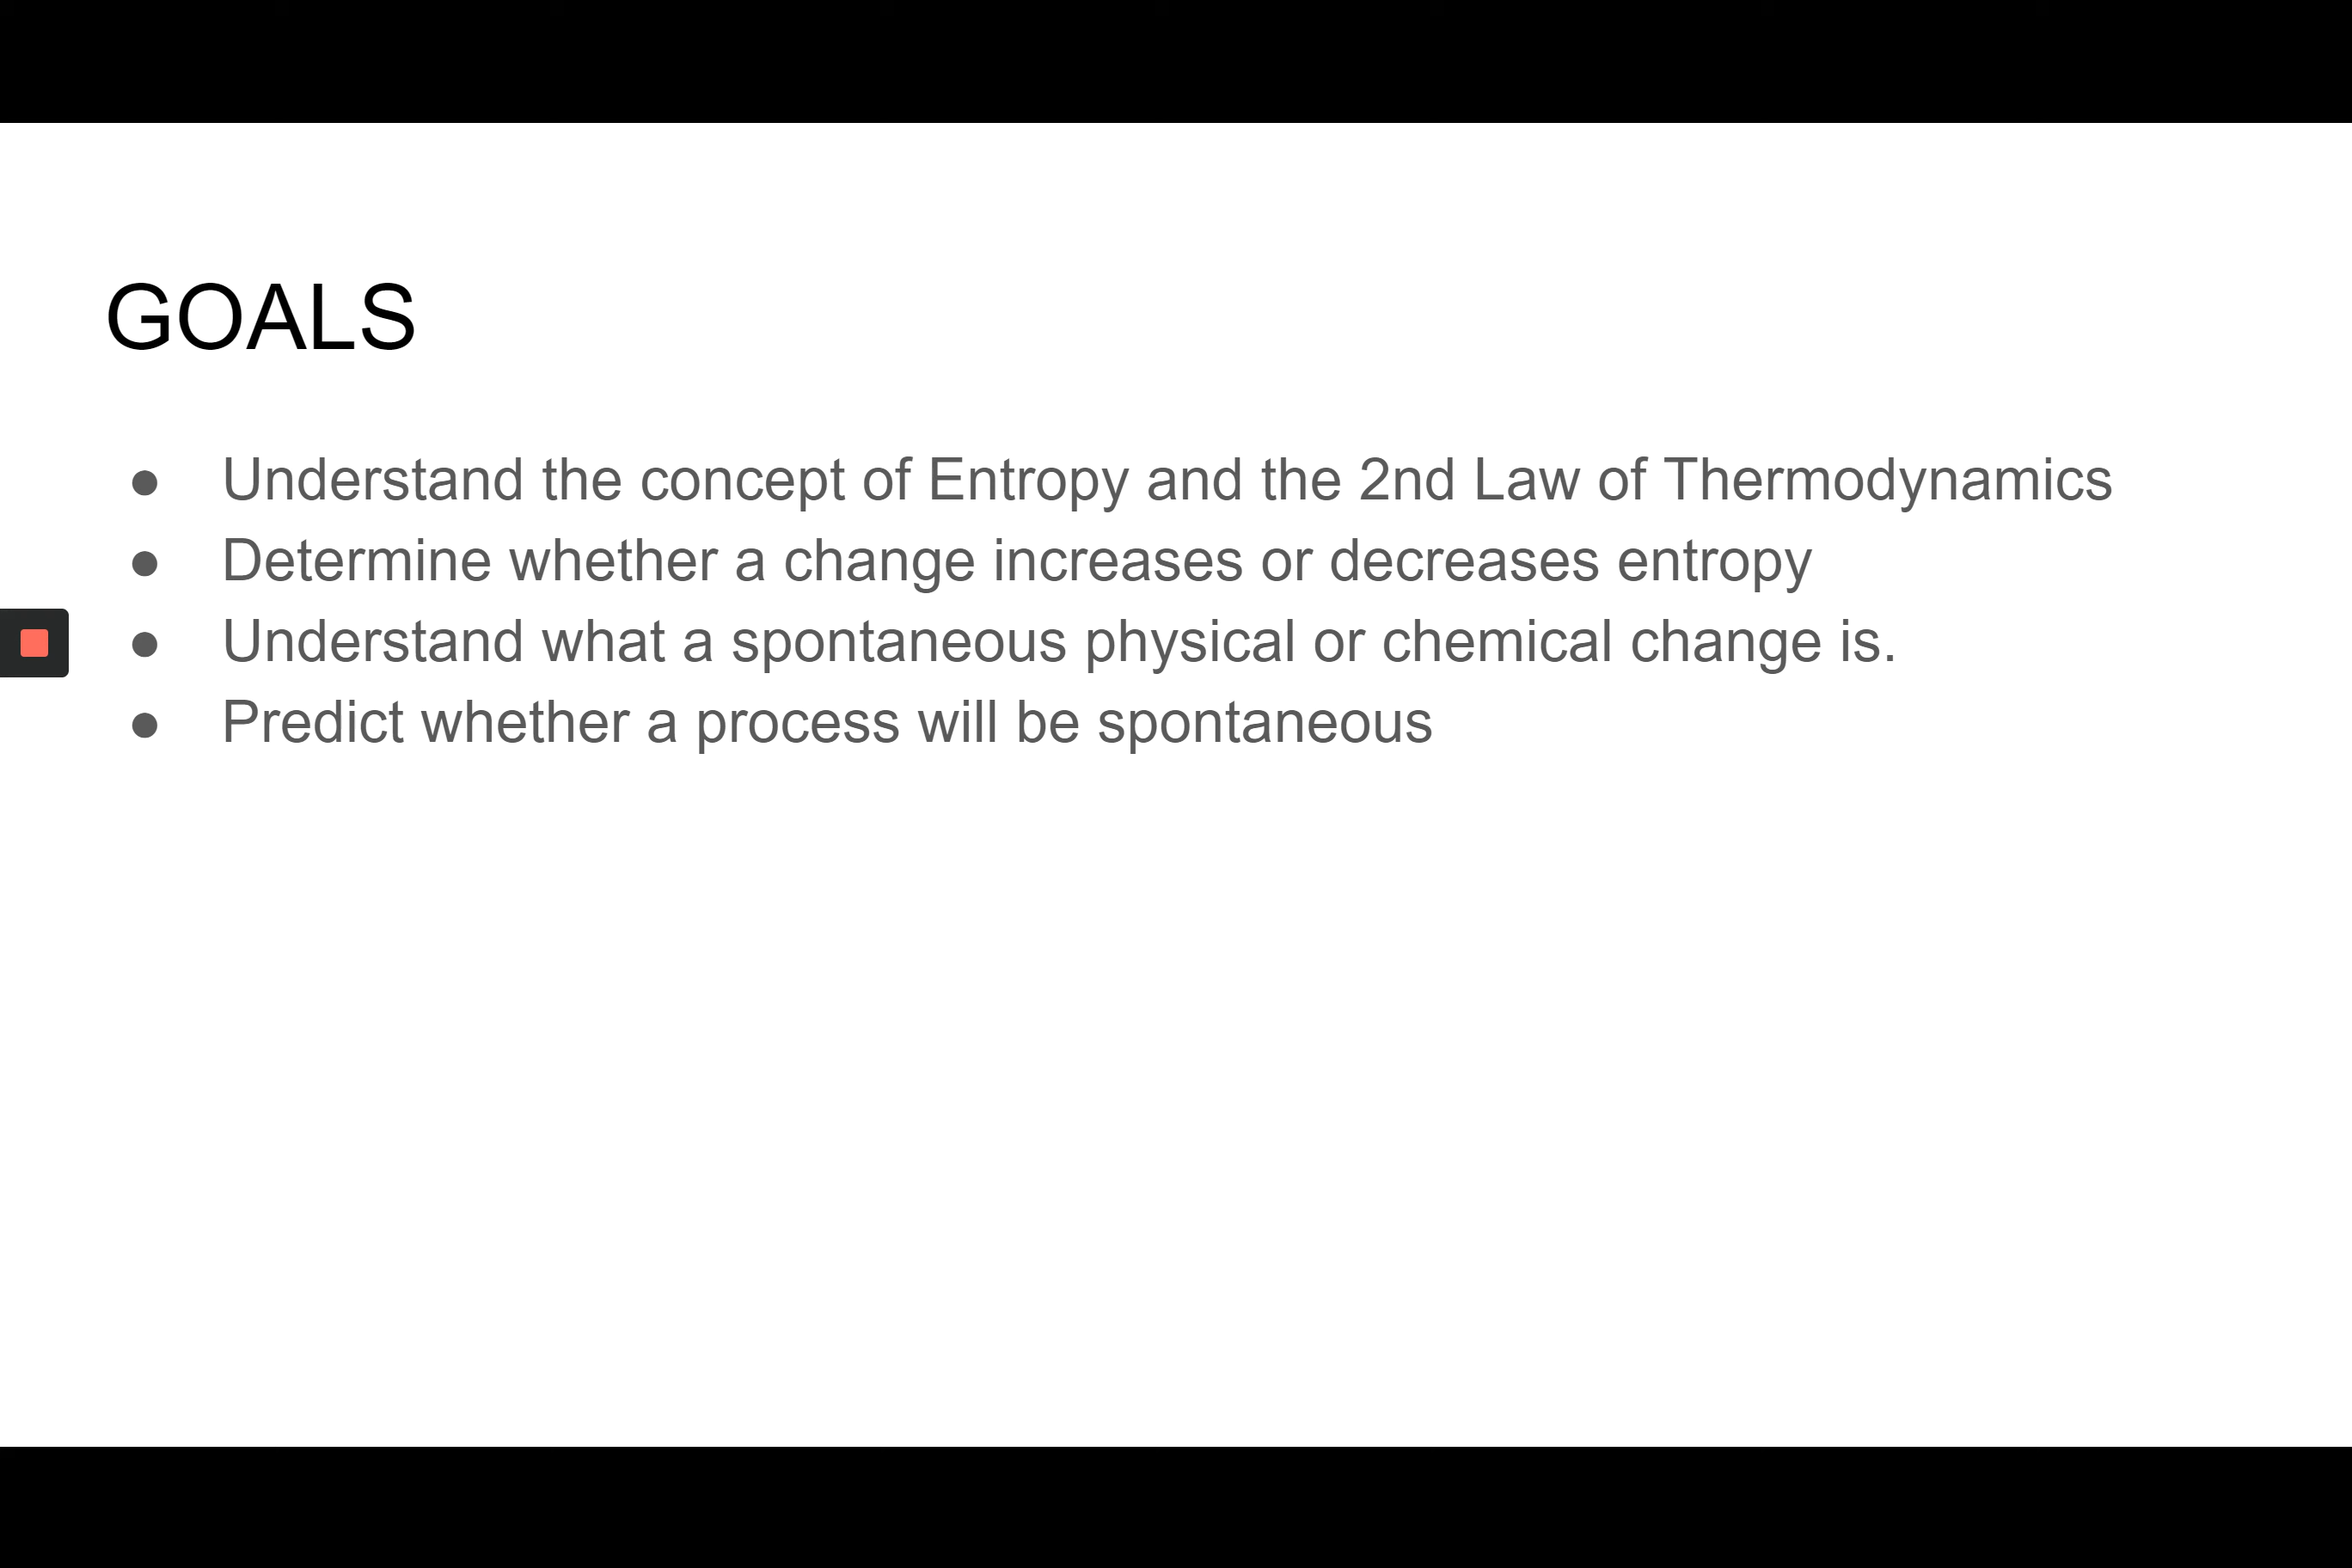 GOALS
● Understand the concept of Entropy and the 2nd Law of Thermodynamics
● Determine whether a change increases or decreases entropy
● Understand what a spontaneous physical or chemical change is.
● Predict whether a process will be spontaneous